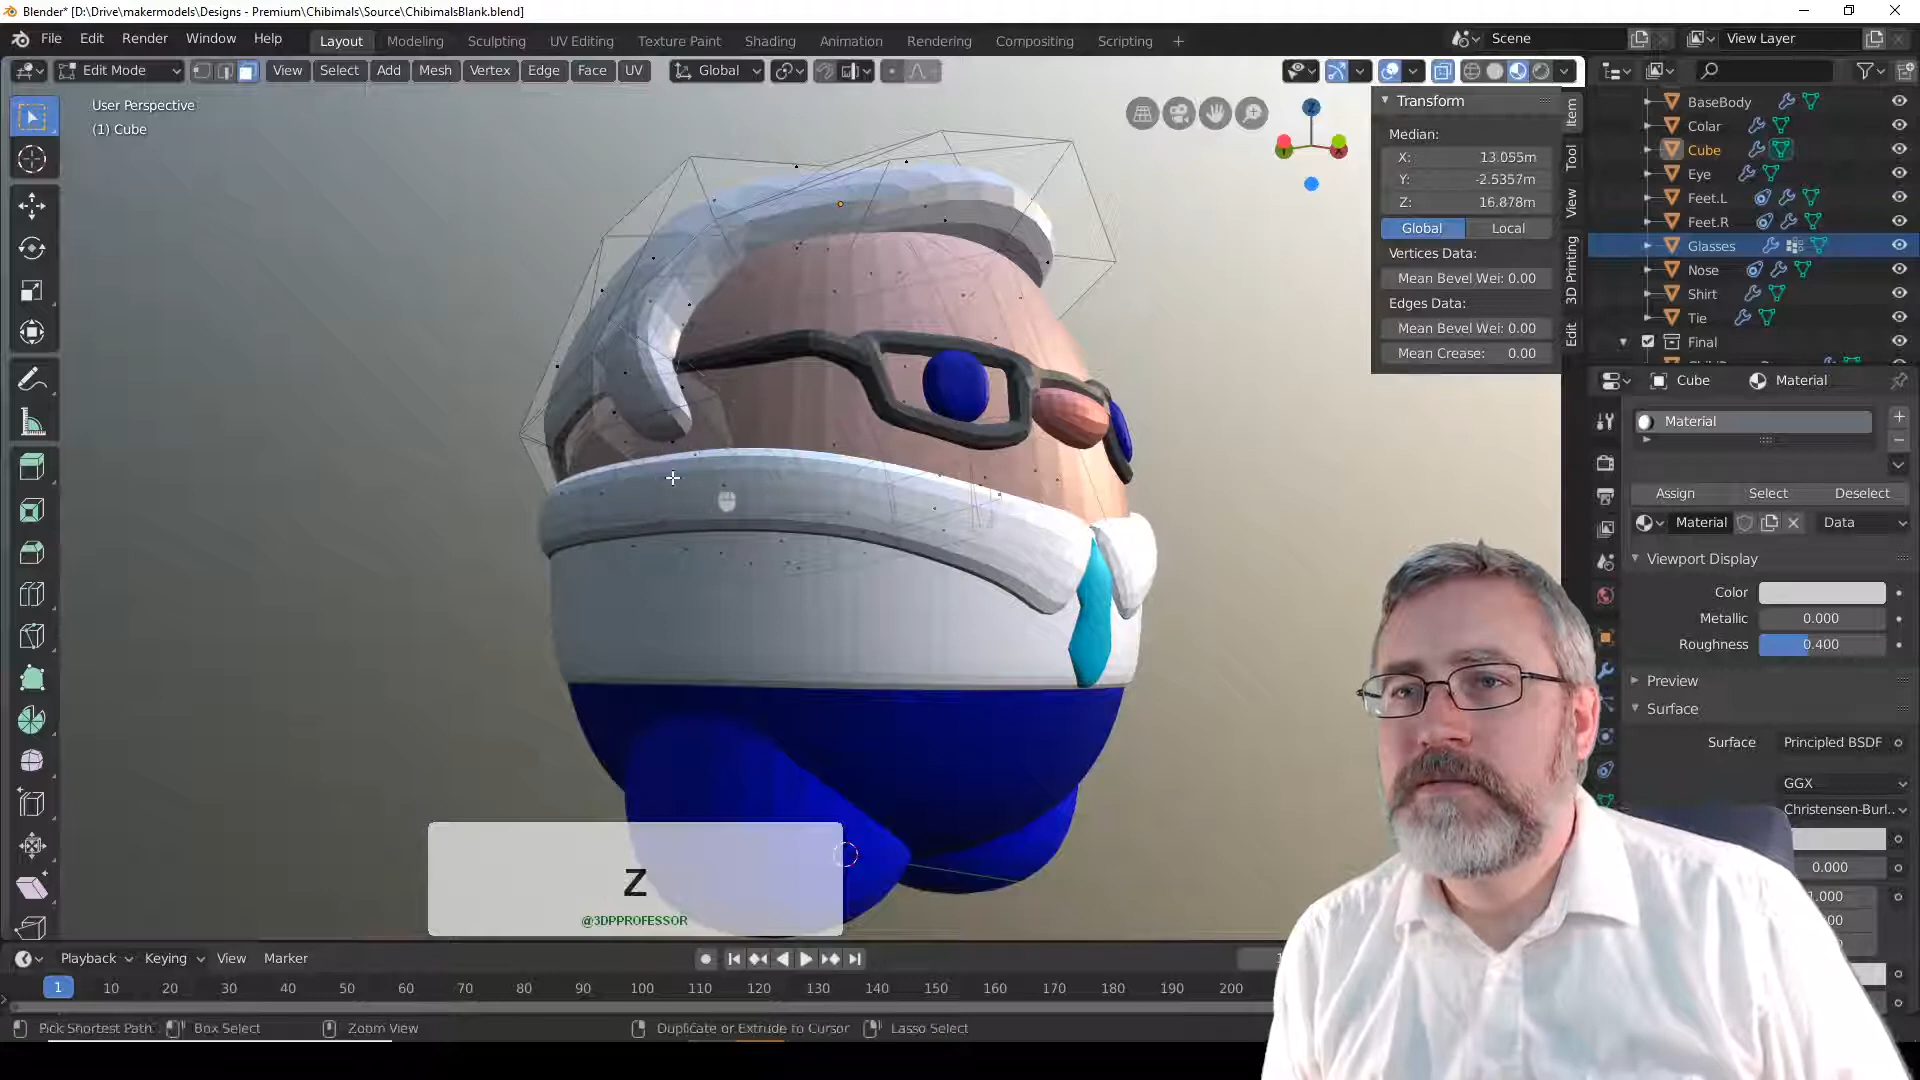 Blender* [D:\Drive\makermodels\Designs - Premium\Chibimals\Source\ChibimalsBlank.blend]
File Edit Render Window Help
Layout Modeling Sculpting UV Editing Texture Paint Shading Animation Rendering Compositing Scripting +
Scene
View Layer
Edit Mode View Select Add Mesh Vertex Edge Face UV Global
User Perspective
(1) Cube
Transform
Median:
X: 13.055m
Y: -2.5357m
Z: 16.878m
Global Local
Vertices Data:
Mean Bevel Wei: 0.00
Edges Data:
Mean Bevel Wei: 0.00
Mean Crease: 0.00
Item
Tool
View
3D Printing
Edit
Z
BaseBody
Colar
Cube
Eye
Feet.L
Feet.R
Glasses
Nose
Shirt
Tie
Final
Cube Material
Material
Assign Select Deselect
Material Data
Viewport Display
Color
Metallic 0.000
Roughness 0.400
Preview
Surface
Surface Principled BSDF
GGX
Christensen-Burl..
0.000
Z
@3DPPROFESSOR
Playback Keying View Marker
1 10 20 30 40 50 60 70 80 90 100 110 120 130 140 150 160 170 180 190 200
Pick Shortest Path Box Select Zoom View Duplicate or Extrude to Cursor Lasso Select